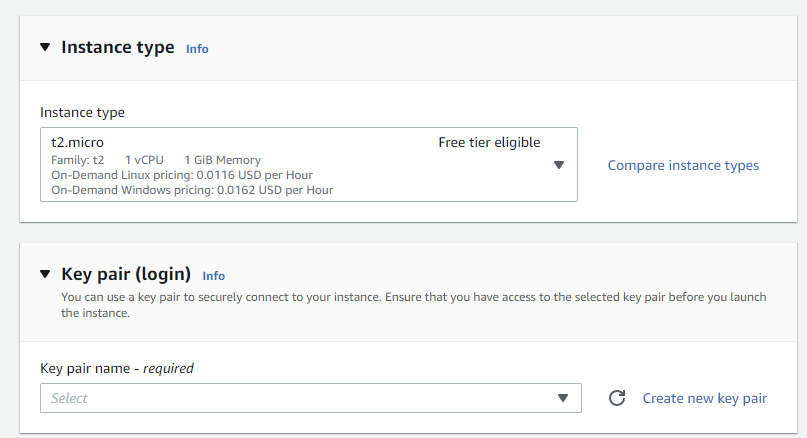 Instance type Info
Instance type
t2.micro Free tier eligible
Family: t2 1 vCPU 1 GiB Memory
On-Demand Linux pricing: 0.0116 USD per Hour
On-Demand Windows pricing: 0.0162 USD per Hour
Compare instance types
Key pair (login) Info
You can use a key pair to securely connect to your instance. Ensure that you have access to the selected key pair before you launch
the instance.
Key pair name - required
Select
Create new key pair